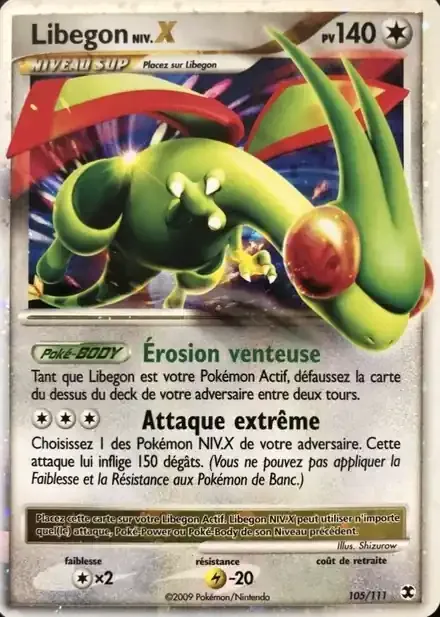 Libegon NIV.X PV 140
NIVEAU SUP Placez sur Libegon
Poké-BODY Érosion venteuse
Tant que Libegon est votre Pokémon Actif, défaussez la carte
du dessus du deck de votre adversaire entre deux tours.
Attaque extrême
Choisissez 1 des Pokémon NIV.X de votre adversaire. Cette
attaque lui inflige 150 dégâts. (Vous ne pouvez pas appliquer la
Faiblesse et la Résistance aux Pokémon de Banc.)
Placez cette carte sur votre Libegon Actif. Libegon NIV.X peut utiliser n'importe
quel(le) attaque, Poké-Power ou Poké-Body de son Niveau précédent.
Illus. Shizurow
faiblesse résistance coût de retraite
×2 -20
©2009 Pokémon/Nintendo 105/111